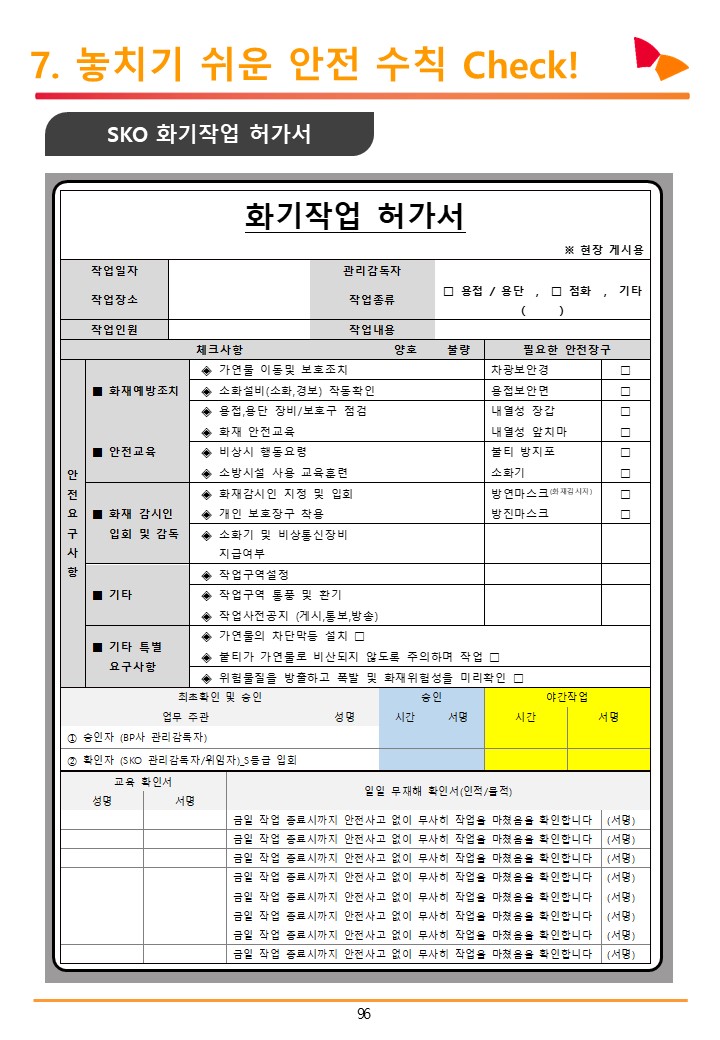 7. 놓치기 쉬운 안전 수칙 Check!
SKO 화기작업 허가서
화기작업 허가서
※ 현장 게시용
작업일자 관리감독자
작업장소 작업종류 □ 용접 / 용단 , □ 점화 , 기타
( )
작업인원 작업내용
체크사항 양호 불량 필요한 안전장구
안전요구사항
■ 화재예방조치
◈ 가연물 이동및 보호조치 차광보안경 □
◈ 소화설비(소화,경보) 작동확인 용접보안면 □
◈ 용접,용단 장비/보호구 점검 내열성 장갑 □
■ 안전교육
◈ 화재 안전교육 내열성 앞치마 □
◈ 비상시 행동요령 불티 방지포 □
◈ 소방시설 사용 교육훈련 소화기 □
■ 화재 감시인
입회 및 감독
◈ 화재감시인 지정 및 입회 방연마스크(화재감시자) □
◈ 개인 보호장구 착용 방진마스크 □
◈ 소화기 및 비상통신장비
지급여부
■ 기타
◈ 작업구역설정
◈ 작업구역 통풍 및 환기
◈ 작업사전공지 (게시,통보,방송)
■ 기타 특별
요구사항
◈ 가연물의 차단막등 설치 □
◈ 불티가 가연물로 비산되지 않도록 주의하며 작업 □
◈ 위험물질을 방출하고 폭발 및 화재위험성을 미리확인 □
최초확인 및 승인 승인 야간작업
업무 주관 성명 시간 서명 시간 서명
① 승인자 (BP사 관리감독자)
② 확인자 (SKO 관리감독자/위임자)_S등급 입회
교육 확인서 일일 무재해 확인서(인적/물적)
성명 서명
금일 작업 종료시까지 안전사고 없이 무사히 작업을 마쳤음을 확인합니다 (서명)
금일 작업 종료시까지 안전사고 없이 무사히 작업을 마쳤음을 확인합니다 (서명)
금일 작업 종료시까지 안전사고 없이 무사히 작업을 마쳤음을 확인합니다 (서명)
금일 작업 종료시까지 안전사고 없이 무사히 작업을 마쳤음을 확인합니다 (서명)
금일 작업 종료시까지 안전사고 없이 무사히 작업을 마쳤음을 확인합니다 (서명)
금일 작업 종료시까지 안전사고 없이 무사히 작업을 마쳤음을 확인합니다 (서명)
금일 작업 종료시까지 안전사고 없이 무사히 작업을 마쳤음을 확인합니다 (서명)
금일 작업 종료시까지 안전사고 없이 무사히 작업을 마쳤음을 확인합니다 (서명)
96